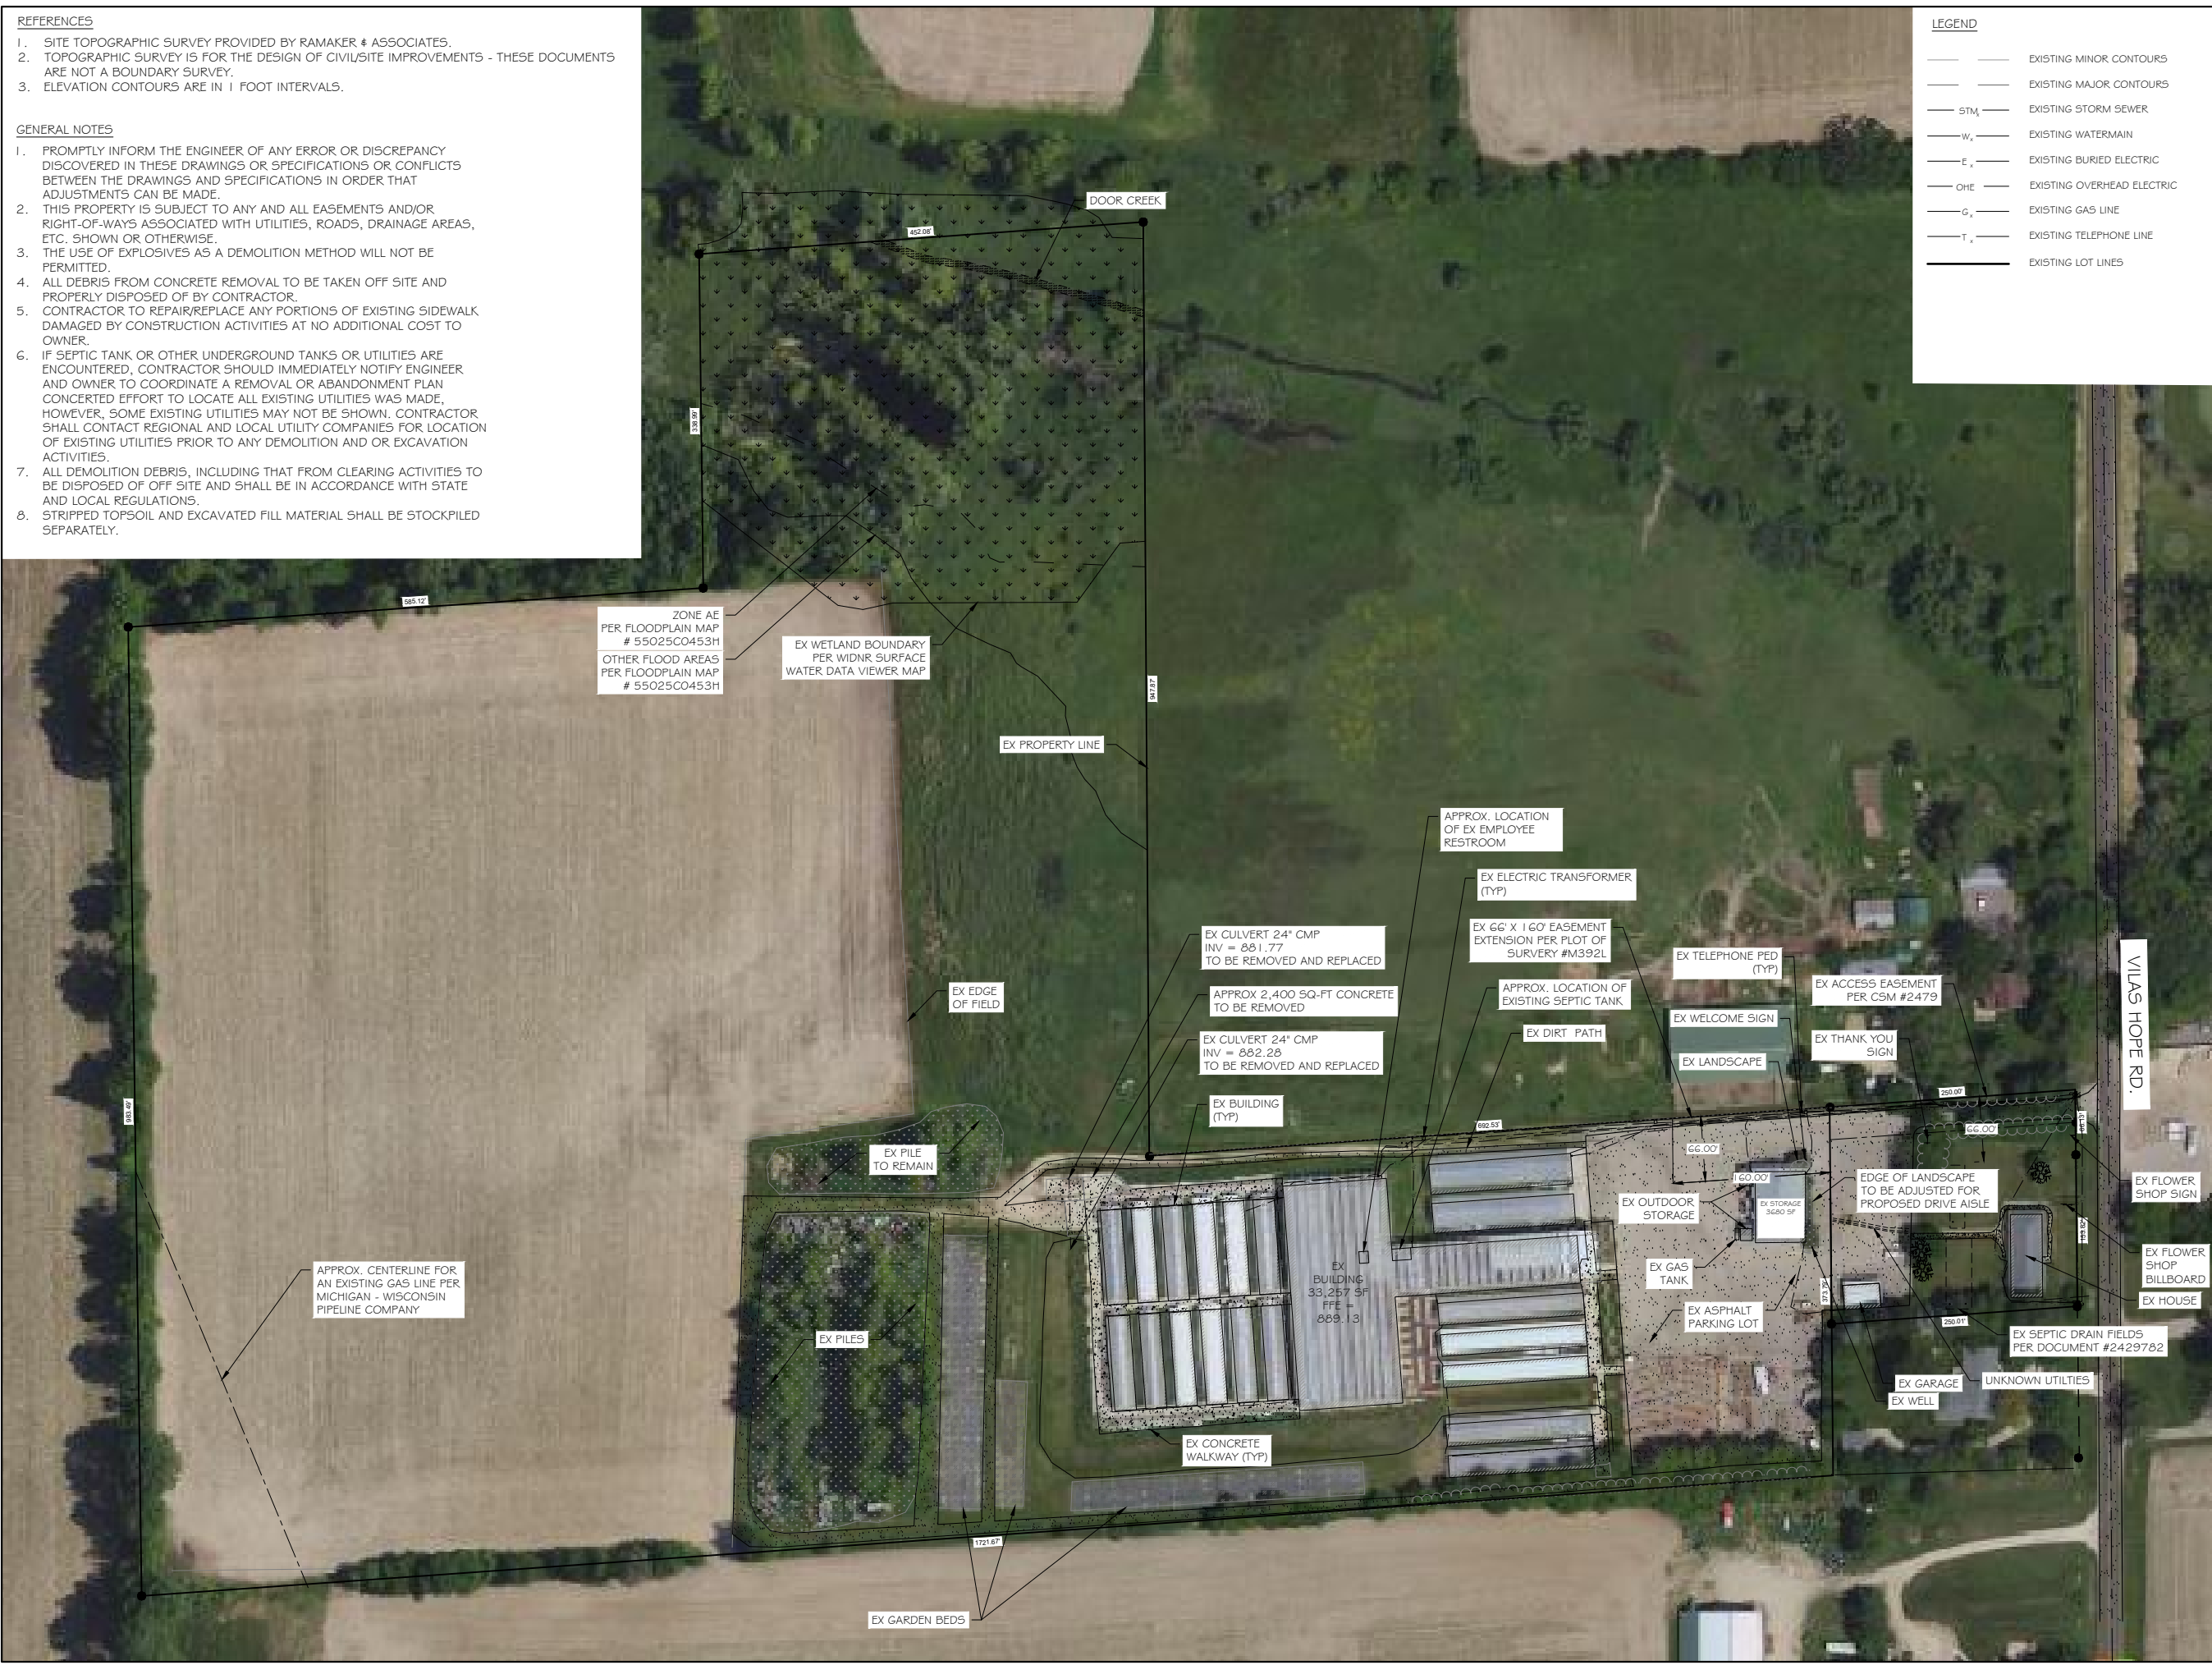 REFERENCES
1. SITE TOPOGRAPHIC SURVEY PROVIDED BY RAMAKER & ASSOCIATES.
2. TOPOGRAPHIC SURVEY IS FOR THE DESIGN OF CIVIL/SITE IMPROVEMENTS - THESE DOCUMENTS
ARE NOT A BOUNDARY SURVEY.
3. ELEVATION CONTOURS ARE IN 1 FOOT INTERVALS.
GENERAL NOTES
1. PROMPTLY INFORM THE ENGINEER OF ANY ERROR OR DISCREPANCY
DISCOVERED IN THESE DRAWINGS OR SPECIFICATIONS OR CONFLICTS
BETWEEN THE DRAWINGS AND SPECIFICATIONS IN ORDER THAT
ADJUSTMENTS CAN BE MADE.
2. THIS PROPERTY IS SUBJECT TO ANY AND ALL EASEMENTS AND/OR
RIGHT-OF-WAYS ASSOCIATED WITH UTILITIES, ROADS, DRAINAGE AREAS,
ETC. SHOWN OR OTHERWISE.
3. THE USE OF EXPLOSIVES AS A DEMOLITION METHOD WILL NOT BE
PERMITTED.
4. ALL DEBRIS FROM CONCRETE REMOVAL TO BE TAKEN OFF SITE AND
PROPERLY DISPOSED OF BY CONTRACTOR.
5. CONTRACTOR TO REPAIR/REPLACE ANY PORTIONS OF EXISTING SIDEWALK
DAMAGED BY CONSTRUCTION ACTIVITIES AT NO ADDITIONAL COST TO
OWNER.
6. IF SEPTIC TANK OR OTHER UNDERGROUND TANKS OR UTILITIES ARE
ENCOUNTERED, CONTRACTOR SHOULD IMMEDIATELY NOTIFY ENGINEER
AND OWNER TO COORDINATE A REMOVAL OR ABANDONMENT PLAN
CONCERTED EFFORT TO LOCATE ALL EXISTING UTILITIES WAS MADE,
HOWEVER, SOME EXISTING UTILITIES MAY NOT BE SHOWN. CONTRACTOR
SHALL CONTACT REGIONAL AND LOCAL UTILITY COMPANIES FOR LOCATION
OF EXISTING UTILITIES PRIOR TO ANY DEMOLITION AND OR EXCAVATION
ACTIVITIES.
7. ALL DEMOLITION DEBRIS, INCLUDING THAT FROM CLEARING ACTIVITIES TO
BE DISPOSED OF OFF SITE AND SHALL BE IN ACCORDANCE WITH STATE
AND LOCAL REGULATIONS.
8. STRIPPED TOPSOIL AND EXCAVATED FILL MATERIAL SHALL BE STOCKPILED
SEPARATELY.
LEGEND
EXISTING MINOR CONTOURS
EXISTING MAJOR CONTOURS
STMx EXISTING STORM SEWER
Wx EXISTING WATERMAIN
Ex EXISTING BURIED ELECTRIC
OHE EXISTING OVERHEAD ELECTRIC
Gx EXISTING GAS LINE
Tx EXISTING TELEPHONE LINE
EXISTING LOT LINES
DOOR CREEK
452.08'
338.99'
585.12'
ZONE AE
PER FLOODPLAIN MAP
# 55025C0453H
OTHER FLOOD AREAS
PER FLOODPLAIN MAP
# 55025C0453H
EX WETLAND BOUNDARY
PER WIDNR SURFACE
WATER DATA VIEWER MAP
947.87'
EX PROPERTY LINE
APPROX. LOCATION
OF EX EMPLOYEE
RESTROOM
EX ELECTRIC TRANSFORMER
(TYP)
EX CULVERT 24" CMP
INV = 881.77
TO BE REMOVED AND REPLACED
EX 66' X 160' EASEMENT
EXTENSION PER PLOT OF
SURVERY #M392L
EX TELEPHONE PED
(TYP)
EX ACCESS EASEMENT
PER CSM #2479
VILAS HOPE RD.
EX EDGE
OF FIELD
APPROX 2,400 SQ-FT CONCRETE
TO BE REMOVED
APPROX. LOCATION OF
EXISTING SEPTIC TANK
EX WELCOME SIGN
EX DIRT PATH
EX THANK YOU
SIGN
EX CULVERT 24" CMP
INV = 882.28
TO BE REMOVED AND REPLACED
EX LANDSCAPE
EX BUILDING
(TYP)
250.00'
983.49'
692.53'
66.00'
66.00'
EX PILE
TO REMAIN
160.00'
EX STORAGE
3680 SF
EDGE OF LANDSCAPE
TO BE ADJUSTED FOR
PROPOSED DRIVE AISLE
EX FLOWER
SHOP SIGN
EX OUTDOOR
STORAGE
EX FLOWER
SHOP
BILLBOARD
EX GAS
TANK
EX
BUILDING
33,257 SF
FFE =
889.13
APPROX. CENTERLINE FOR
AN EXISTING GAS LINE PER
MICHIGAN - WISCONSIN
PIPELINE COMPANY
EX HOUSE
EX ASPHALT
PARKING LOT
250.01'
EX PILES
EX SEPTIC DRAIN FIELDS
PER DOCUMENT #2429782
UNKNOWN UTILTIES
EX GARAGE
EX WELL
EX CONCRETE
WALKWAY (TYP)
1721.67'
EX GARDEN BEDS